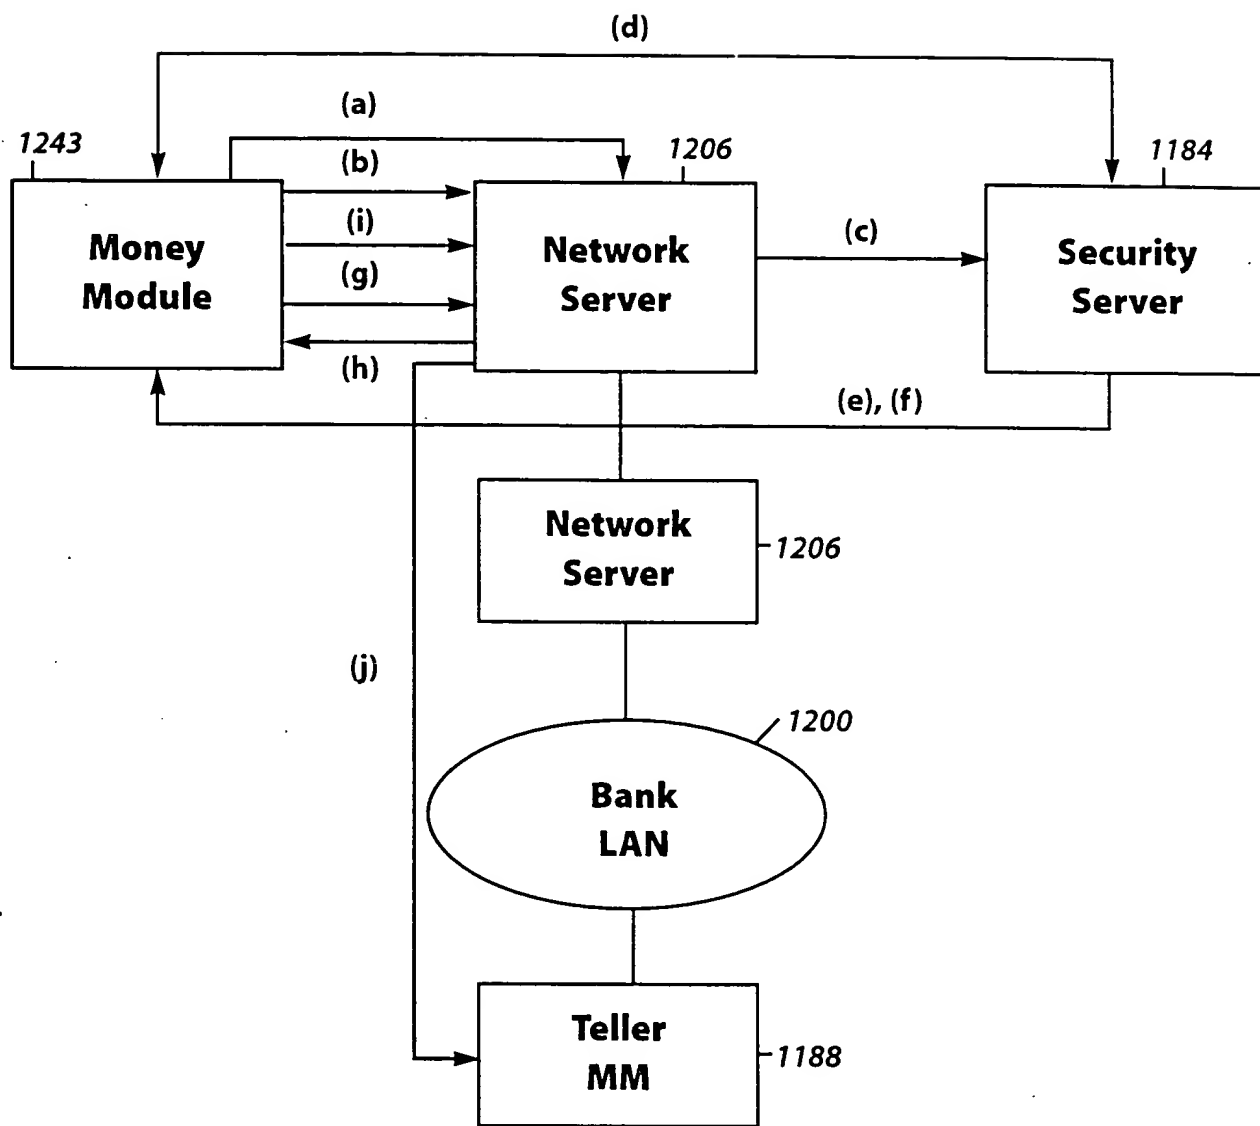 (d)
(a)
1243
(b)
1206
1184
(i)
(c)
Money
Module
Network
Server
Security
Server
(g)
(h)
(e), (f)
Network
Server
1206
(j)
1200
Bank
LAN
Teller
MM
1188